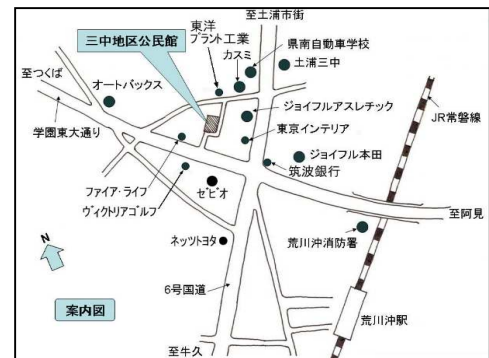 至土浦市街
東洋
プラント工業
カスミ
県南自動車学校
土浦三中
三中地区公民館
至つくば
オートバックス
ジョイフルアスレチック
JR常磐線
学園東大通り
東京インテリア
ジョイフル本田
筑波銀行
ファイア・ライフ
ヴィクトリアゴルフ
ゼビオ
至阿見
荒川沖消防署
N
ネッツトヨタ
6号国道
案内図
荒川沖駅
至牛久